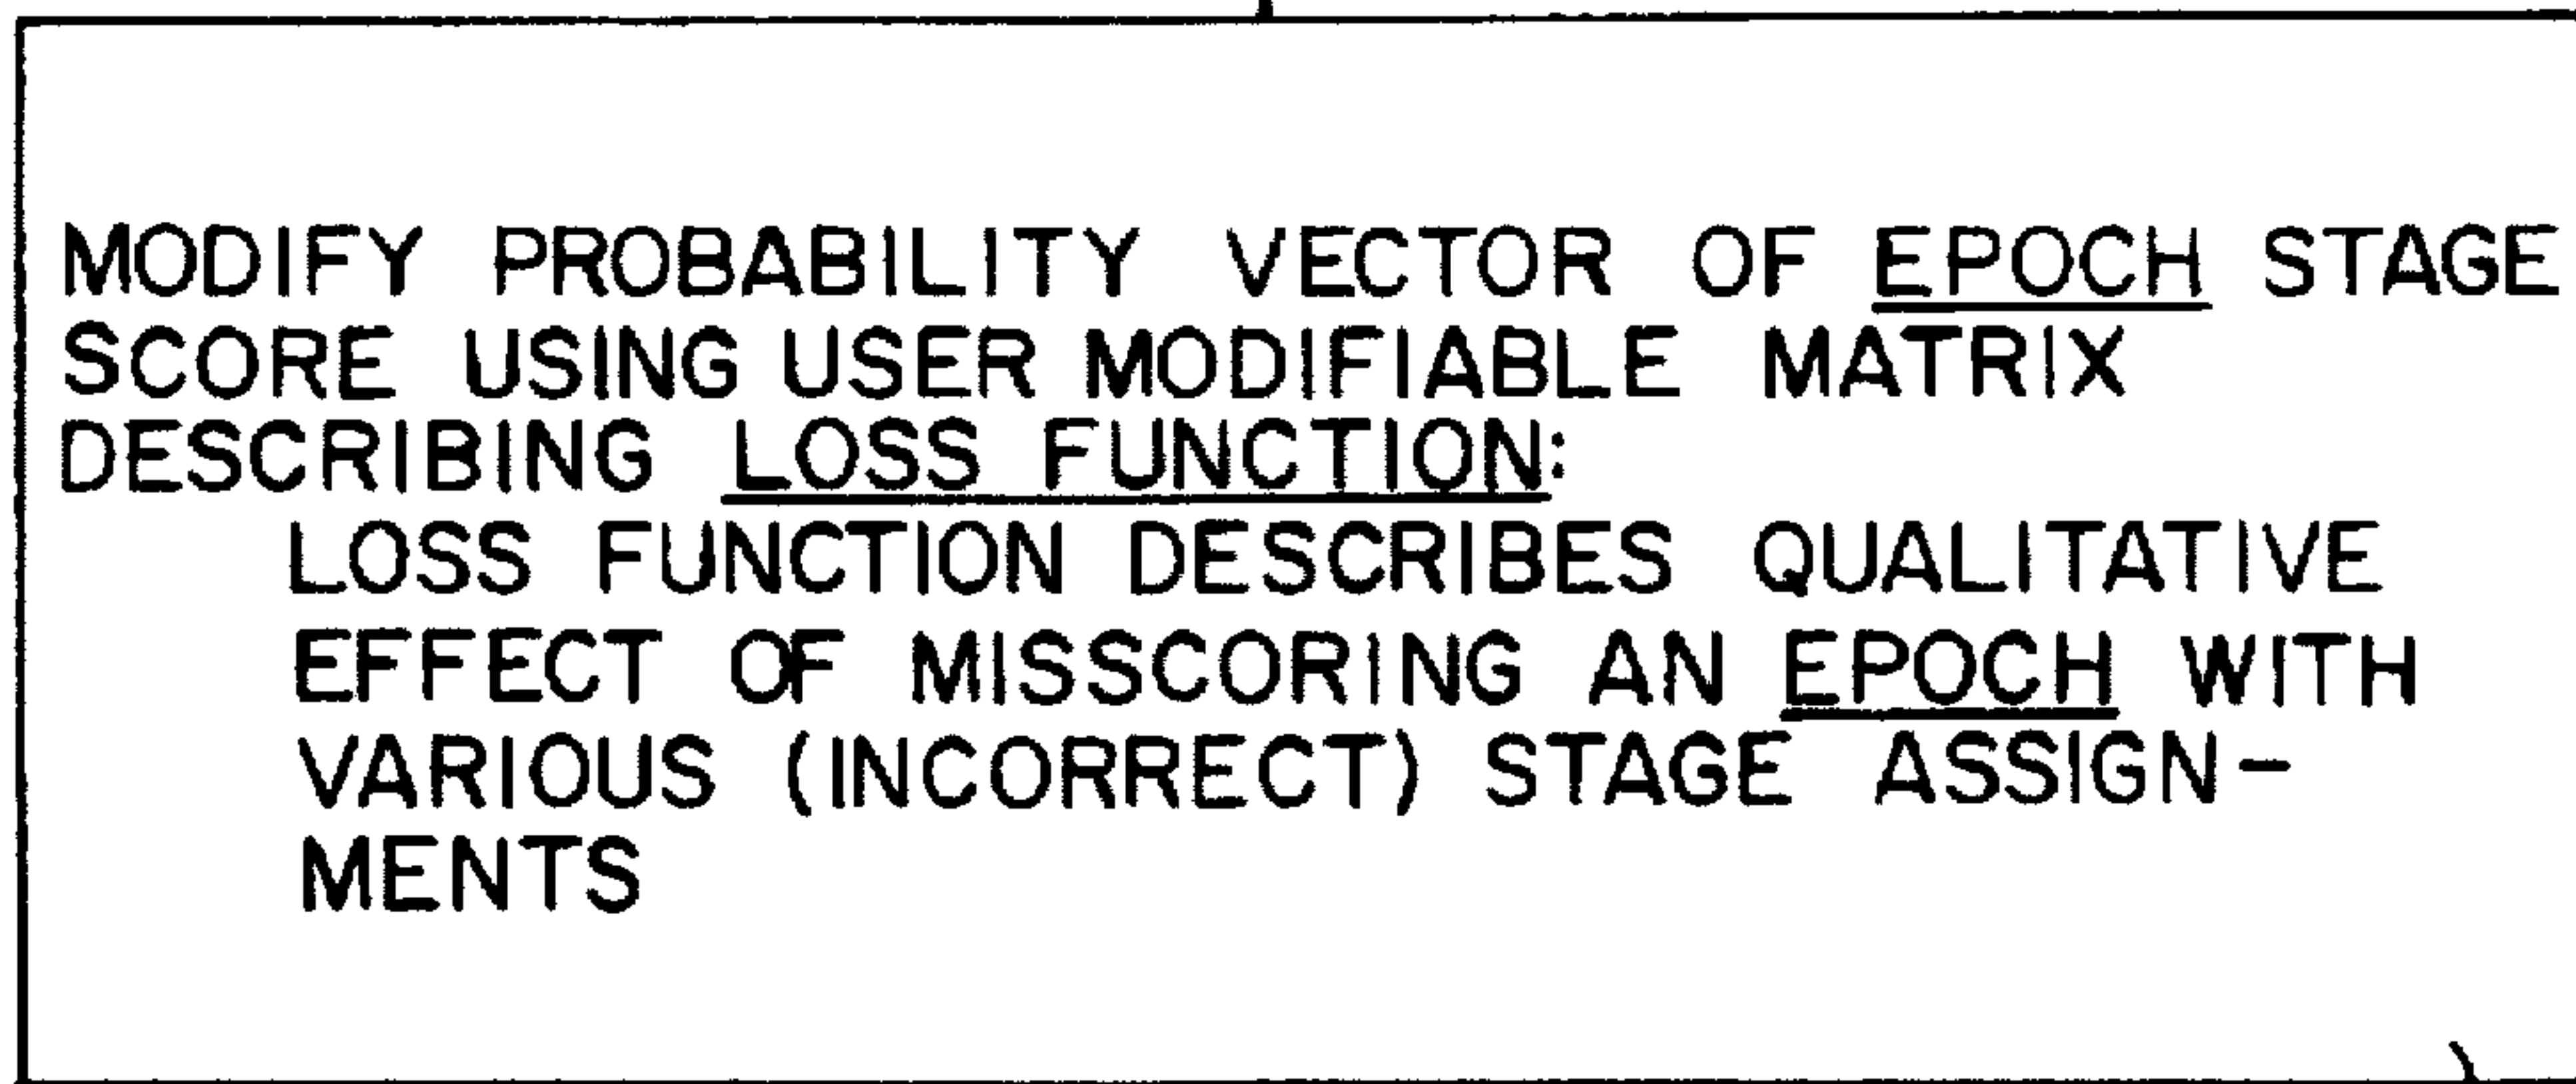 MODIFY PROBABILITY VECTOR OF EPOCH STAGE
SCORE USING USER MODIFIABLE MATRIX
DESCRIBING LOSS FUNCTION:
LOSS FUNCTION DESCRIBES QUALITATIVE
EFFECT OF MISSCORING AN EPOCH WITH
VARIOUS (INCORRECT) STAGE ASSIGN-
MENTS